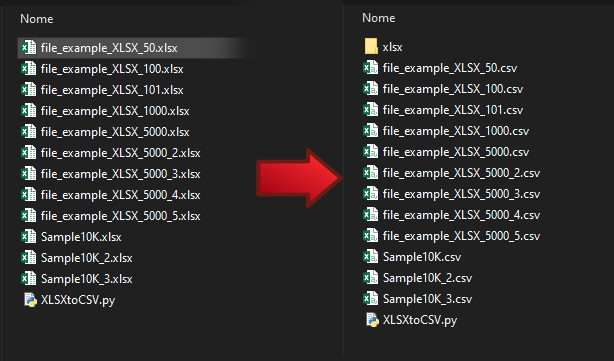 Nome
file_example_XLSX_50.xlsx
file_example_XLSX_100.xlsx
file_example_XLSX_101.xlsx
file_example_XLSX_1000.xlsx
file_example_XLSX_5000.xlsx
file_example_XLSX_5000_2.xlsx
file_example_XLSX_5000_3.xlsx
file_example_XLSX_5000_4.xlsx
file_example_XLSX_5000_5.xlsx
Sample10K.xlsx
Sample10K_2.xlsx
Sample10K_3.xlsx
XLSXtoCSV.py
Nome
xlsx
file_example_XLSX_50.csv
file_example_XLSX_100.csv
file_example_XLSX_101.csv
file_example_XLSX_1000.csv
file_example_XLSX_5000.csv
file_example_XLSX_5000_2.csv
file_example_XLSX_5000_3.csv
file_example_XLSX_5000_4.csv
file_example_XLSX_5000_5.csv
Sample10K.csv
Sample10K_2.csv
Sample10K_3.csv
XLSXtoCSV.py